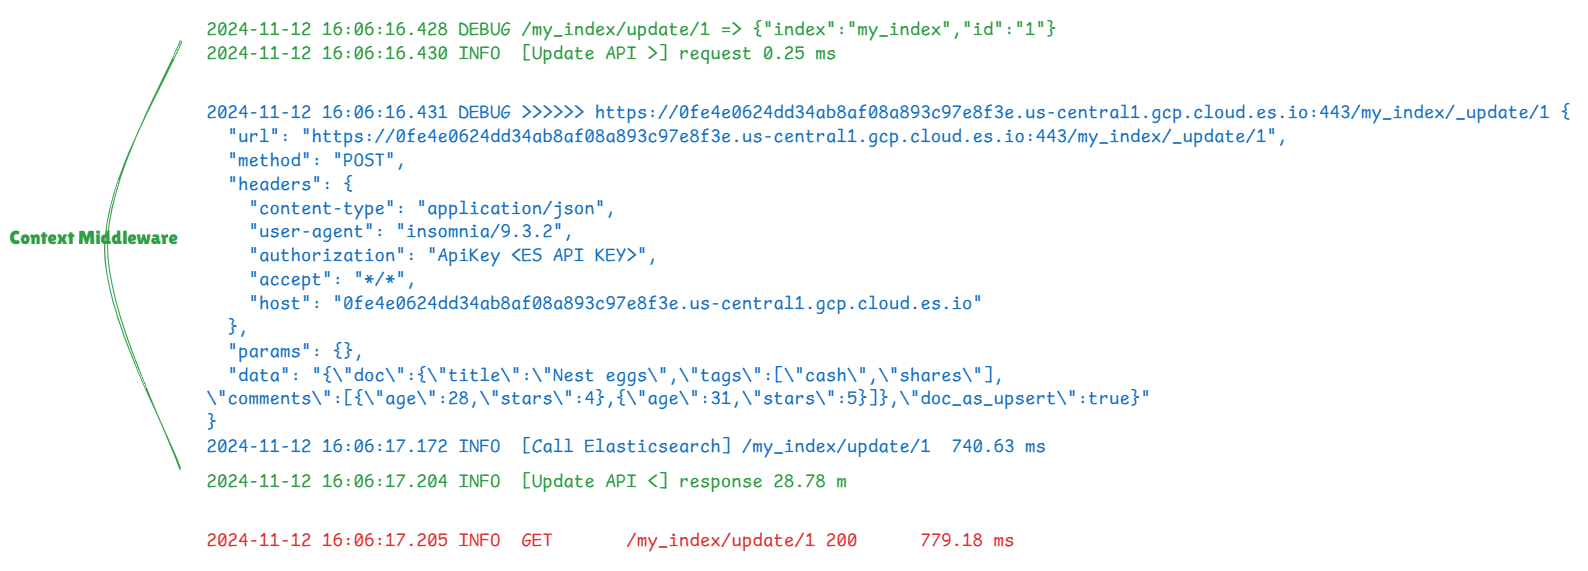 2024-11-12 16:06:16.428 DEBUG /my_index/update/1 => {"index":"my_index","id":"1"}
2024-11-12 16:06:16.430 INFO  [Update API >] request 0.25 ms
2024-11-12 16:06:16.431 DEBUG >>>>>> https://0fe4e0624dd34ab8af08a893c97e8f3e.us-central1.gcp.cloud.es.io:443/my_index/_update/1 {
  "url": "https://0fe4e0624dd34ab8af08a893c97e8f3e.us-central1.gcp.cloud.es.io:443/my_index/_update/1",
  "method": "POST",
  "headers": {
    "content-type": "application/json",
    "user-agent": "insomnia/9.3.2",
Context Middleware
    "authorization": "ApiKey <ES API KEY>",
    "accept": "*/*",
    "host": "0fe4e0624dd34ab8af08a893c97e8f3e.us-central1.gcp.cloud.es.io"
  },
  "params": {},
  "data": "{\"doc\":{\"title\":\"Nest eggs\",\"tags\":[\"cash\",\"shares\"],
\"comments\":[{\"age\":28,\"stars\":4},{\"age\":31,\"stars\":5}]},\"doc_as_upsert\":true}"
}
2024-11-12 16:06:17.172 INFO  [Call Elasticsearch] /my_index/update/1  740.63 ms
2024-11-12 16:06:17.204 INFO  [Update API <] response 28.78 m
2024-11-12 16:06:17.205 INFO  GET       /my_index/update/1 200      779.18 ms